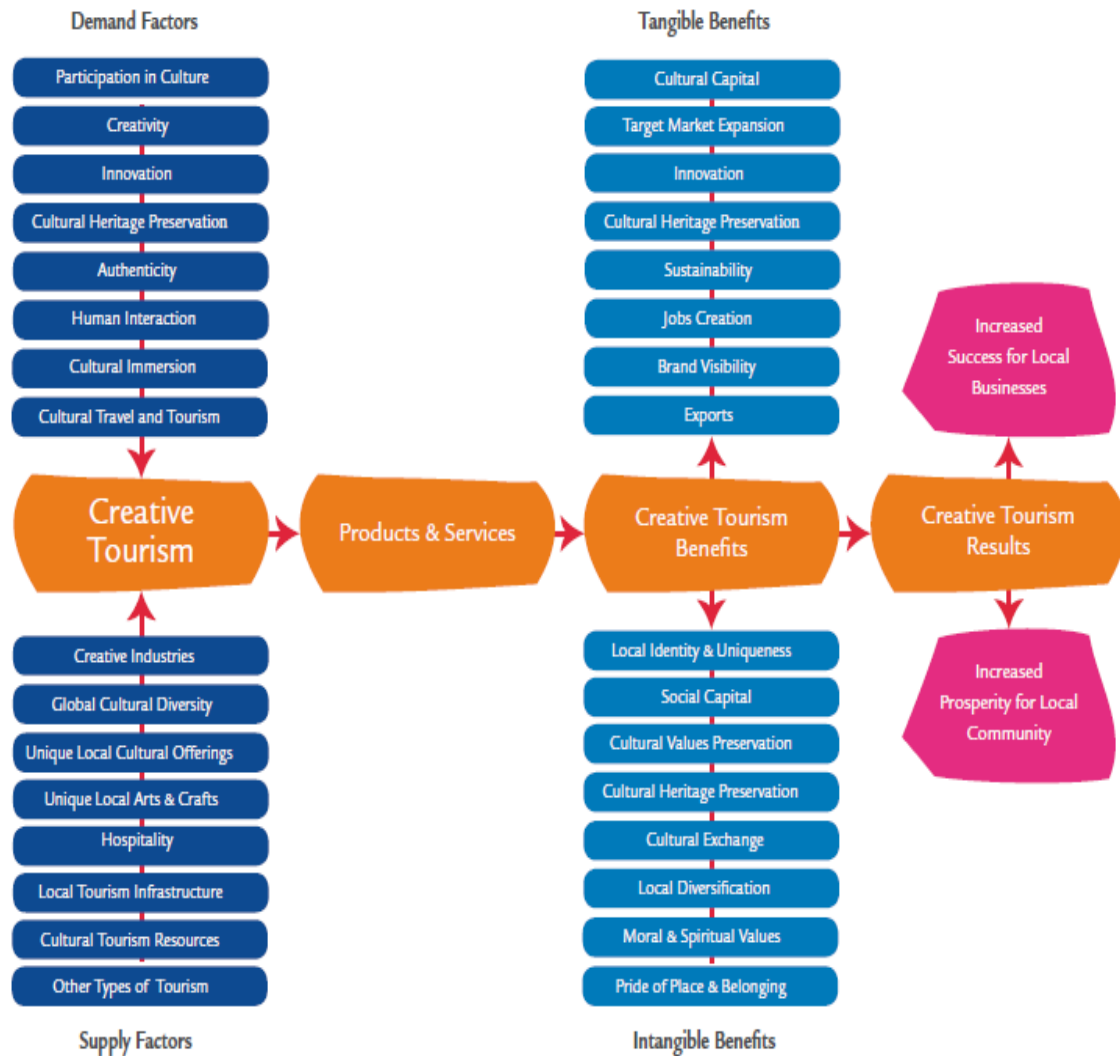 Demand Factors
Participation in Culture
Creativity
Innovation
Cultural Heritage Preservation
Authenticity
Human Interaction
Cultural Immersion
Cultural Travel and Tourism
Tangible Benefits
Cultural Capital
Target Market Expansion
Innovation
Cultural Heritage Preservation
Sustainability
Jobs Creation
Brand Visibility
Exports
Increased
Success for Local
Businesses
Creative
Tourism
Products & Services
Creative Tourism
Benefits
Creative Tourism
Results
Creative Industries
Global Cultural Diversity
Unique Local Cultural Offerings
Unique Local Arts & Crafts
Hospitality
Local Tourism Infrastructure
Cultural Tourism Resources
Other Types of Tourism
Supply Factors
Local Identity & Uniqueness
Social Capital
Cultural Values Preservation
Cultural Heritage Preservation
Cultural Exchange
Local Diversification
Moral & Spiritual Values
Pride of Place & Belonging
Intangible Benefits
Increased
Prosperity for Local
Community